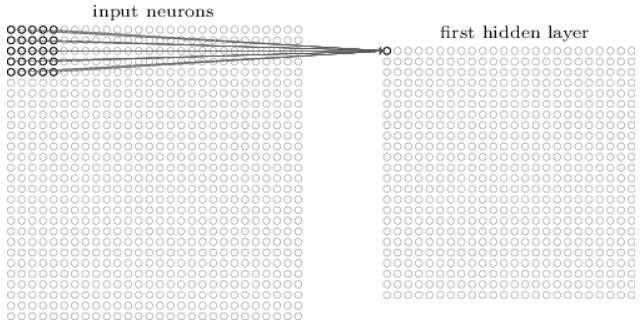 input neurons
first hidden layer